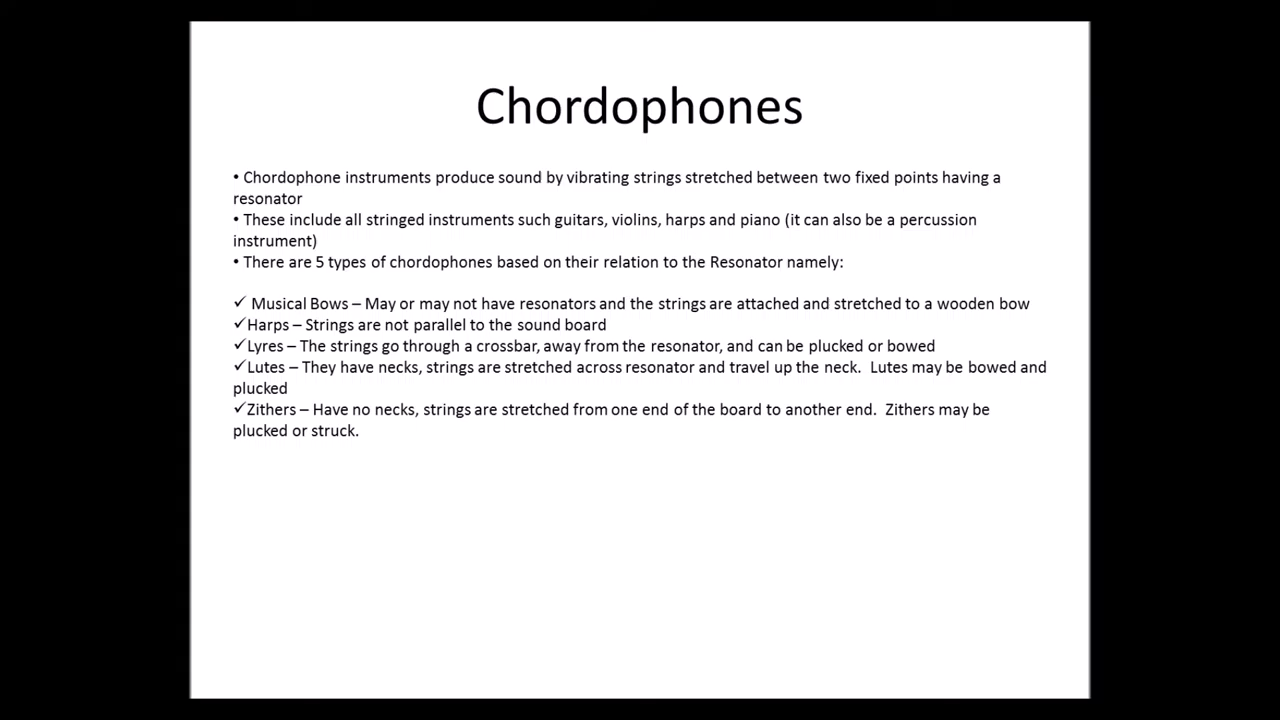 Chordophones
• Chordophone instruments produce sound by vibrating strings stretched between two fixed points having a
resonator
• These include all stringed instruments such guitars, violins, harps and piano (it can also be a percussion
instrument)
• There are 5 types of chordophones based on their relation to the Resonator namely:
✓ Musical Bows – May or may not have resonators and the strings are attached and stretched to a wooden bow
✓Harps – Strings are not parallel to the sound board
✓Lyres – The strings go through a crossbar, away from the resonator, and can be plucked or bowed
✓Lutes – They have necks, strings are stretched across resonator and travel up the neck.  Lutes may be bowed and
plucked
✓Zithers – Have no necks, strings are stretched from one end of the board to another end.  Zithers may be
plucked or struck.